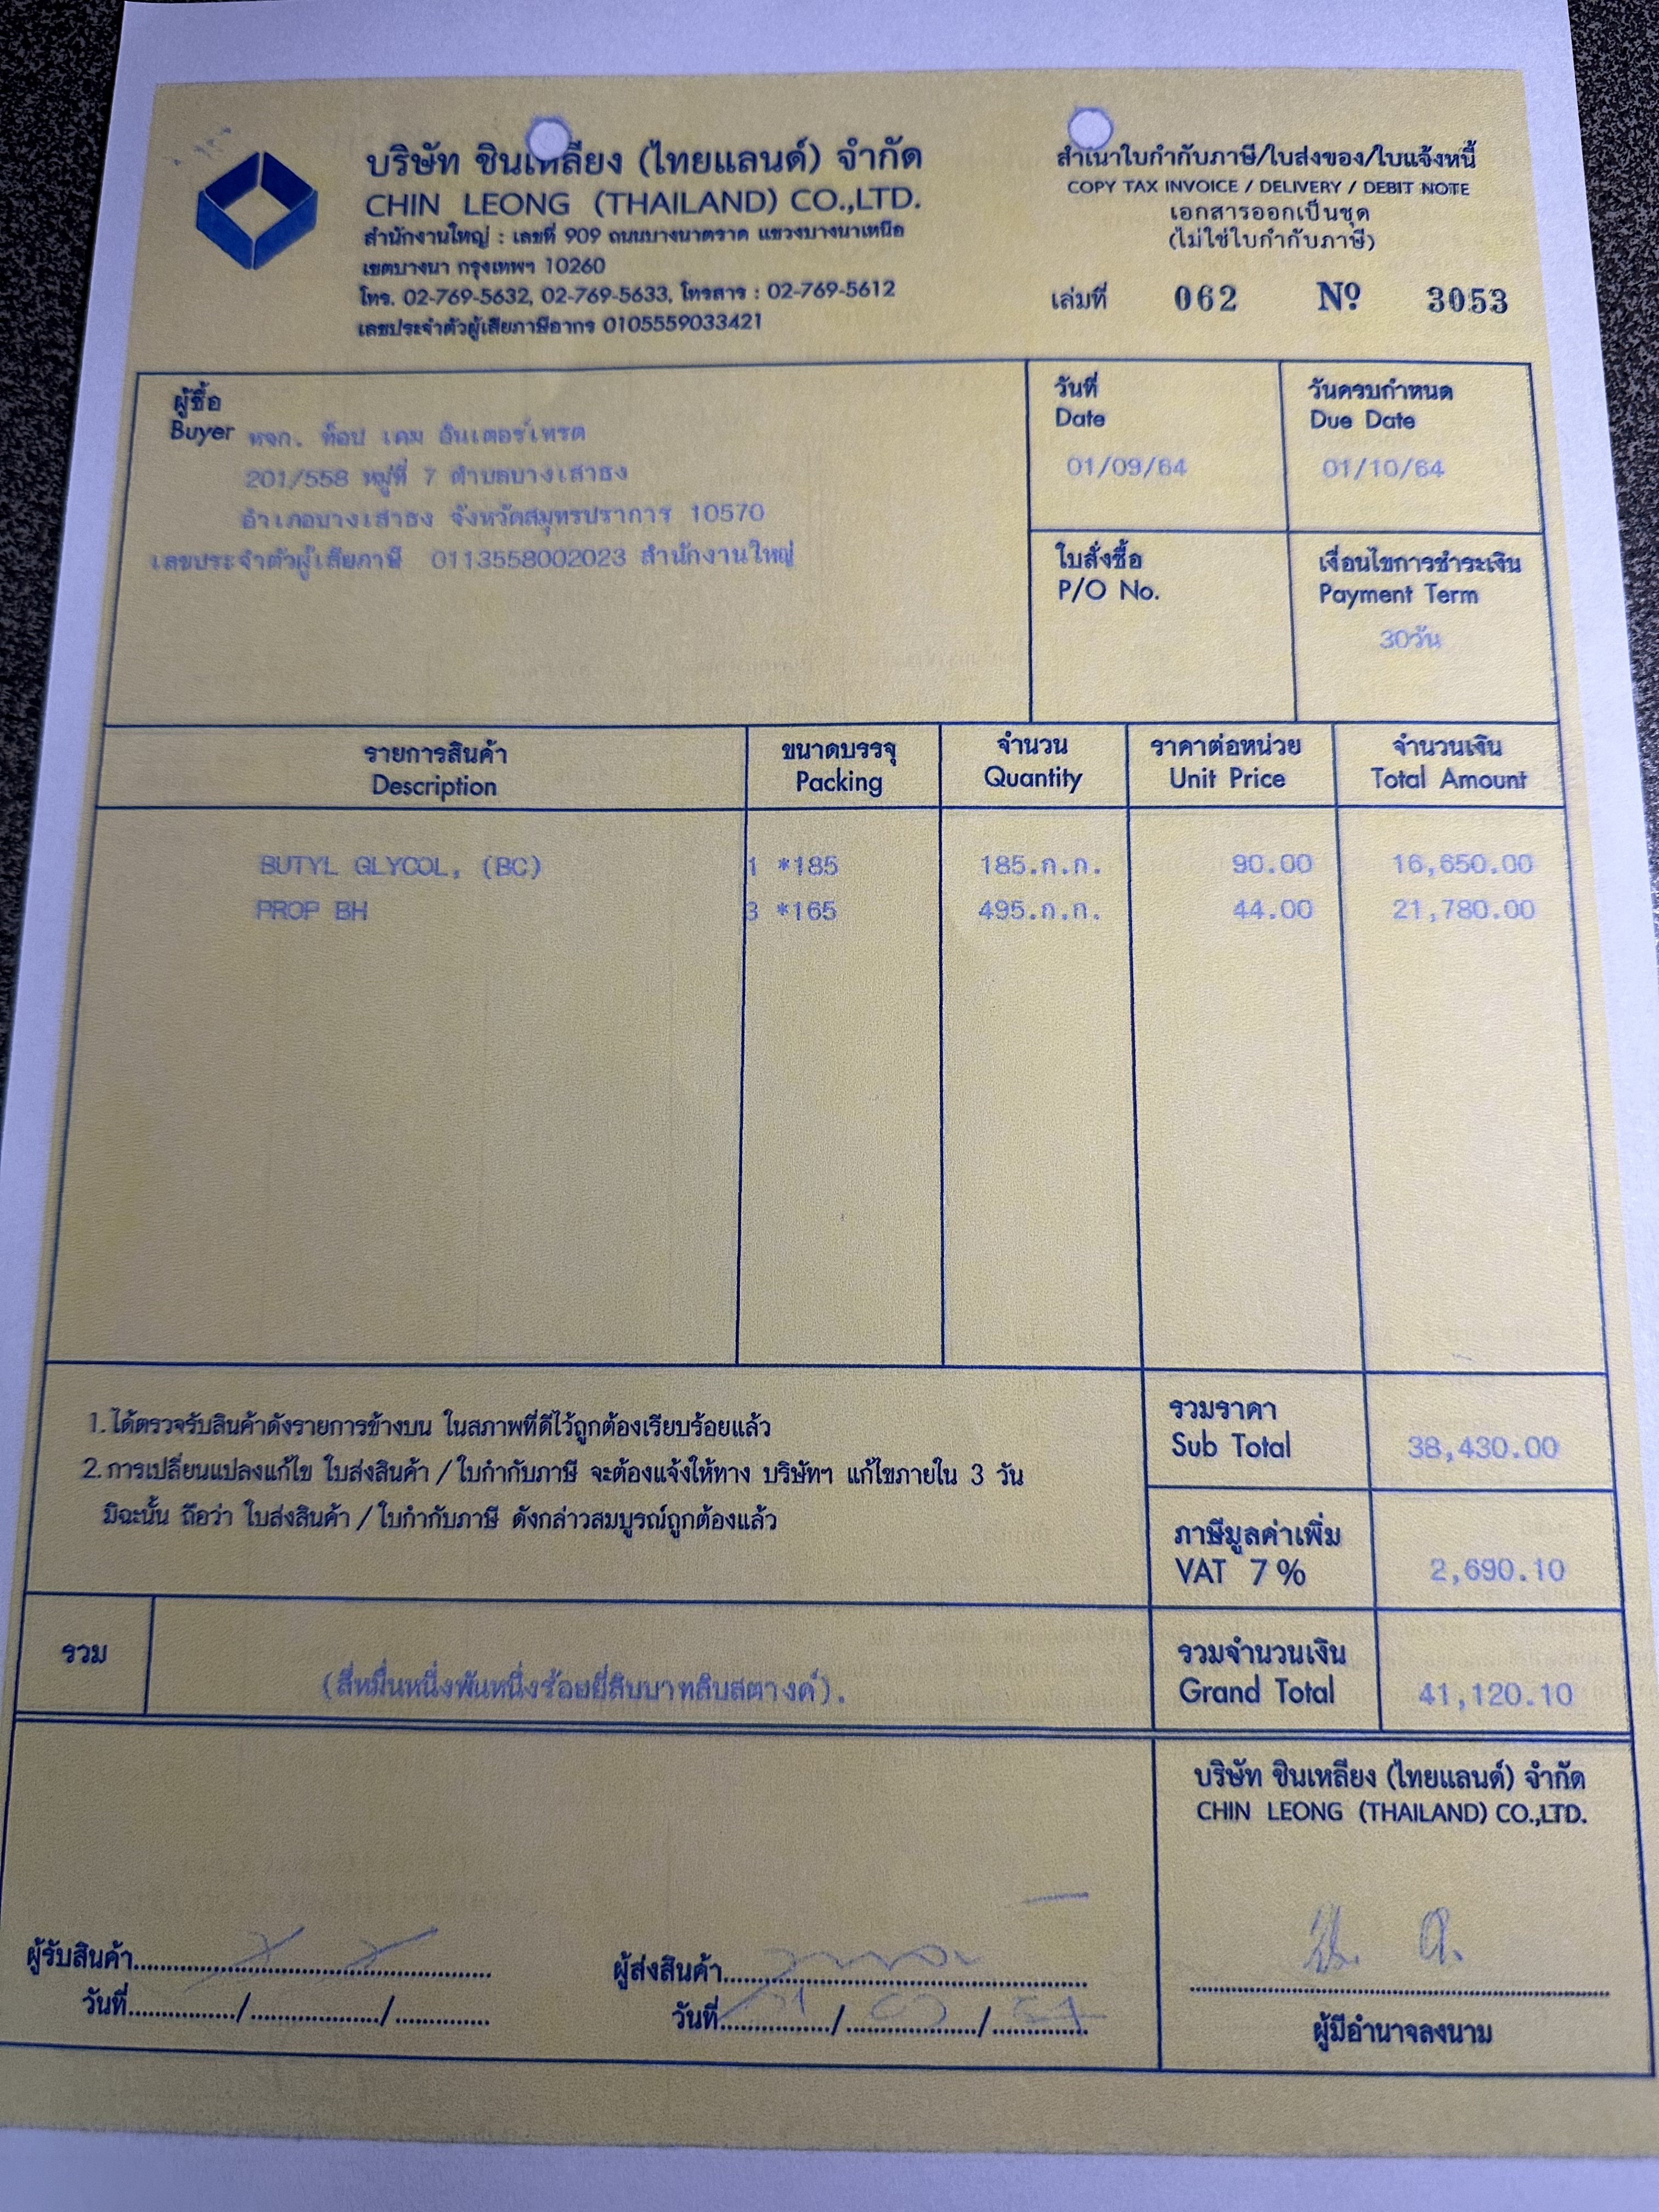 บริษัท ชินเหลียง (ไทยแลนด์) จำกัด
CHIN LEONG (THAILAND) CO.,LTD.
สำนักงานใหญ่ : เลขที่ 909 ถนนบางนาตราด แขวงบางนาเหนือ
เขตบางนา กรุงเทพฯ 10260
โทร. 02-769-5632, 02-769-5633, โทรสาร : 02-769-5612
เลขประจำตัวผู้เสียภาษีอากร 0105559033421
สำเนาใบกำกับภาษี/ใบส่งของ/ใบแจ้งหนี้
COPY TAX INVOICE / DELIVERY / DEBIT NOTE
เอกสารออกเป็นชุด
(ไม่ใช่ใบกำกับภาษี)
เล่มที่ 062 Nº 3053
ผู้ซื้อ
Buyer หจก. ท็อป เคม อินเตอร์เทรด
201/558 หมู่ที่ 7 ตำบลบางเสาธง
อำเภอบางเสาธง จังหวัดสมุทรปราการ 10570
เลขประจำตัวผู้เสียภาษี 0113558002023 สำนักงานใหญ่
วันที่
Date
01/09/64
วันครบกำหนด
Due Date
01/10/64
ใบสั่งซื้อ
P/O No.
เงื่อนไขการชำระเงิน
Payment Term
30วัน
รายการสินค้า ขนาดบรรจุ จำนวน ราคาต่อหน่วย จำนวนเงิน
Description Packing Quantity Unit Price Total Amount
BUTYL GLYCOL, (BC) 1 *185 185.ก.ก. 90.00 16,650.00
PROP BH 3 *165 495.ก.ก. 44.00 21,780.00
1.ได้ตรวจรับสินค้าดังรายการข้างบน ในสภาพที่ดีไว้ถูกต้องเรียบร้อยแล้ว
2.การเปลี่ยนแปลงแก้ไข ใบส่งสินค้า / ใบกำกับภาษี จะต้องแจ้งให้ทาง บริษัทฯ แก้ไขภายใน 3 วัน
มิฉะนั้น ถือว่า ใบส่งสินค้า / ใบกำกับภาษี ดังกล่าวสมบูรณ์ถูกต้องแล้ว
รวมราคา
Sub Total 38,430.00
ภาษีมูลค่าเพิ่ม
VAT 7 % 2,690.10
รวม (สี่หมื่นหนึ่งพันหนึ่งร้อยยี่สิบบาทสิบสตางค์).
รวมจำนวนเงิน
Grand Total 41,120.10
บริษัท ชินเหลียง (ไทยแลนด์) จำกัด
CHIN LEONG (THAILAND) CO.,LTD.
ผู้รับสินค้า
วันที่ / /
ผู้ส่งสินค้า
วันที่ / /
ผู้มีอำนาจลงนาม